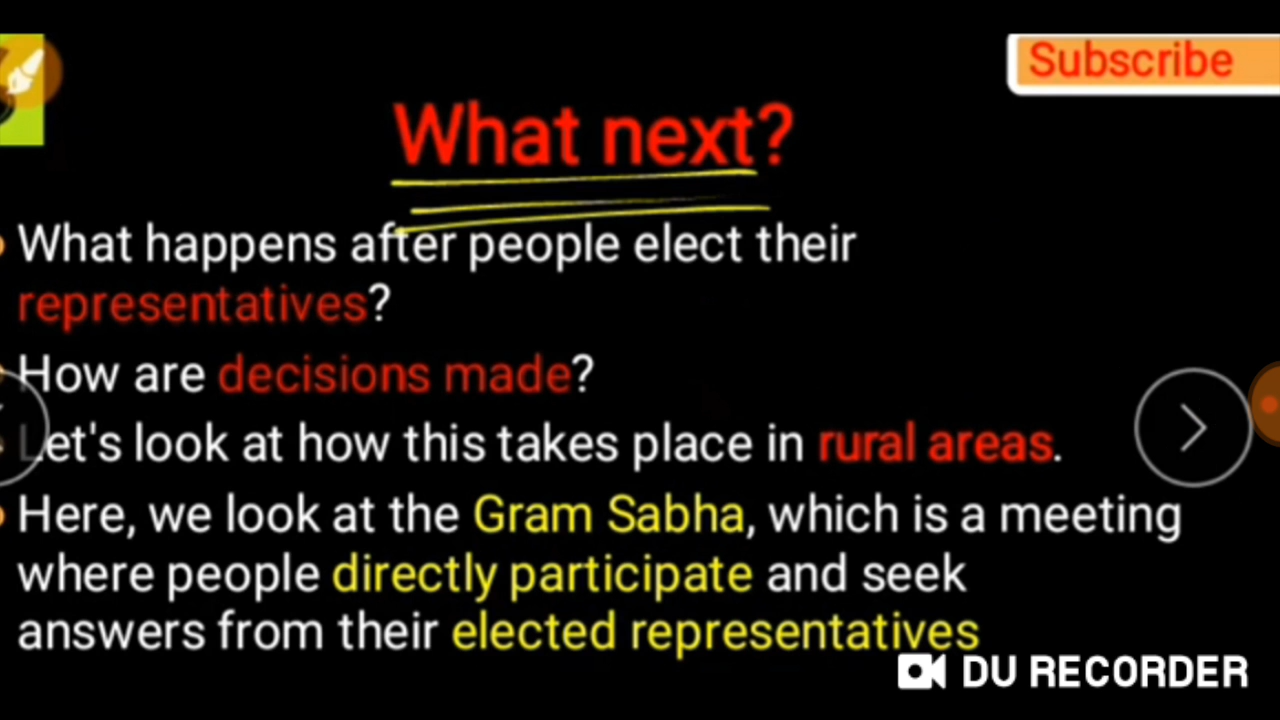 Subscribe
What next?
What happens after people elect their
representatives?
How are decisions made?
Let's look at how this takes place in rural areas.
Here, we look at the Gram Sabha, which is a meeting
where people directly participate and seek
answers from their elected representatives
DU RECORDER